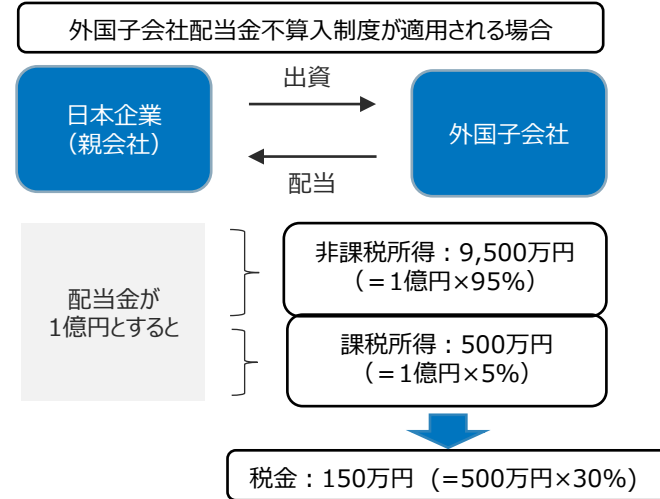 外国子会社配当金不算入制度が適用される場合
出資
日本企業
（親会社）
外国子会社
配当
非課税所得：9,500万円
（＝1億円×95%）
配当金が
1億円とすると
課税所得：500万円
（＝1億円×5%）
税金：150万円 (=500万円×30%)